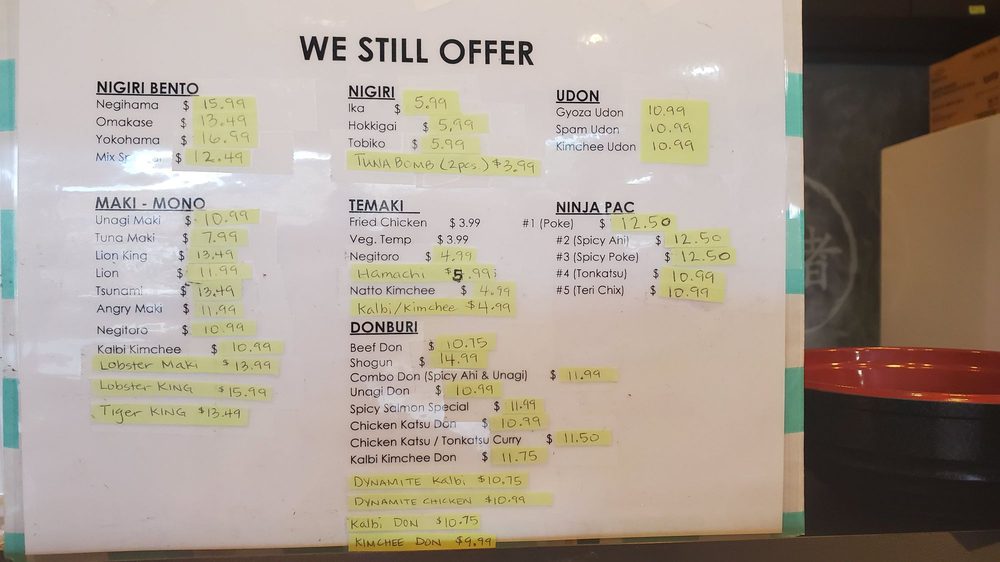 WE STILL OFFER
NIGIRI BENTO
Negihama $ 15.99
Omakase $ 13.49
Yokohama $ 16.99
Mix $ 12.49
NIGIRI
Ika $ 5.99
Hokkigai $ 5.99
Tobiko $ 5.99
TUNA BOMB (2pcs) $3.99
UDON
Gyoza Udon 10.99
Spam Udon 10.99
Kimchee Udon 10.99
MAKI - MONO
Unagi Maki $ 10.99
Tuna Maki $ 7.99
Lion King $ 13.49
Lion $ 11.99
Tsunami $ 13.49
Angry Maki $ 11.99
Negitoro $ 10.99
Kalbi Kimchee $ 10.99
Lobster Maki $13.99
Lobster KING $15.99
Tiger KING $13.49
TEMAKI
Fried Chicken $ 3.99
Veg. Temp $ 3.99
Negitoro $ 4.99
Hamachi $5.99
Natto Kimchee $ 4.99
Kalbi/Kimchee $4.99
DONBURI
Beef Don $ 10.75
Shogun $ 14.99
Combo Don (Spicy Ahi & Unagi) $ 11.99
Unagi Don $ 10.99
Spicy Salmon Special $ 11.99
Chicken Katsu Don $ 10.99
Chicken Katsu / Tonkatsu Curry $ 11.50
Kalbi Kimchee Don $ 11.75
DYNAMITE Kalbi $10.75
DYNAMITE CHICKEN $10.99
Kalbi DON $10.75
KIMCHEE DON $9.99
NINJA PAC
#1 (Poke) $ 12.50
#2 (Spicy Ahi) $ 12.50
#3 (Spicy Poke) $ 12.50
#4 (Tonkatsu) $ 10.99
#5 (Teri Chix) $ 10.99
者